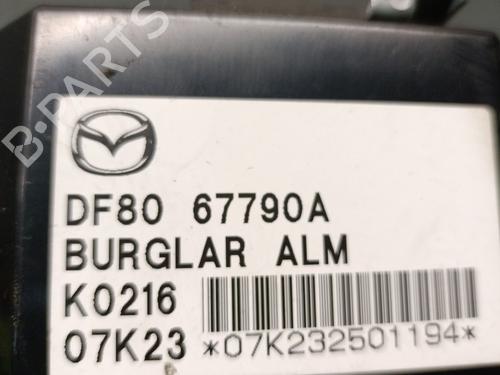 B-PARTS
DF80 67790A
BURGLAR ALM
K0216
07K23 *07K232501194*